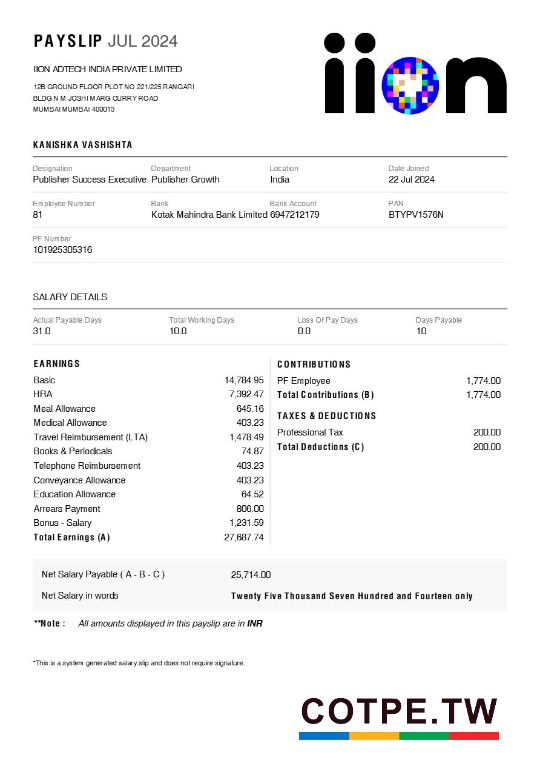 PAYSLIP JUL 2024
iion
IION ADTECH INDIA PRIVATE LIMITED
12B GROUND FLOOR PLOT NO 221/225 RANGARI
BLDG N M JOSHI MARG CURRY ROAD
MUMBAI MUMBAI 400013
KANISHKA VASHISHTA
Designation Department Location Date Joined
Publisher Success Executive Publisher Growth India 22 Jul 2024
Employee Number Bank Bank Account PAN
81 Kotak Mahindra Bank Limited 6947212179 BTYPV1576N
PF Number
101925305316
SALARY DETAILS
Actual Payable Days Total Working Days Loss Of Pay Days Days Payable
31.0 10.0 0.0 10
EARNINGS CONTRIBUTIONS
Basic 14,784.95 PF Employee 1,774.00
HRA 7,392.47 Total Contributions (B) 1,774.00
Meal Allowance 645.16
Medical Allowance 403.23 TAXES & DEDUCTIONS
Travel Reimbursement (LTA) 1,478.49 Professional Tax 200.00
Books & Periodicals 74.87 Total Deductions (C) 200.00
Telephone Reimbursement 403.23
Conveyance Allowance 403.23
Education Allowance 64.52
Arrears Payment 806.00
Bonus - Salary 1,231.59
Total Earnings (A) 27,687.74
Net Salary Payable ( A - B - C ) 25,714.00
Net Salary in words Twenty Five Thousand Seven Hundred and Fourteen only
**Note : All amounts displayed in this payslip are in INR
*This is a system generated salary slip and does not require signature.
COTPE.TW